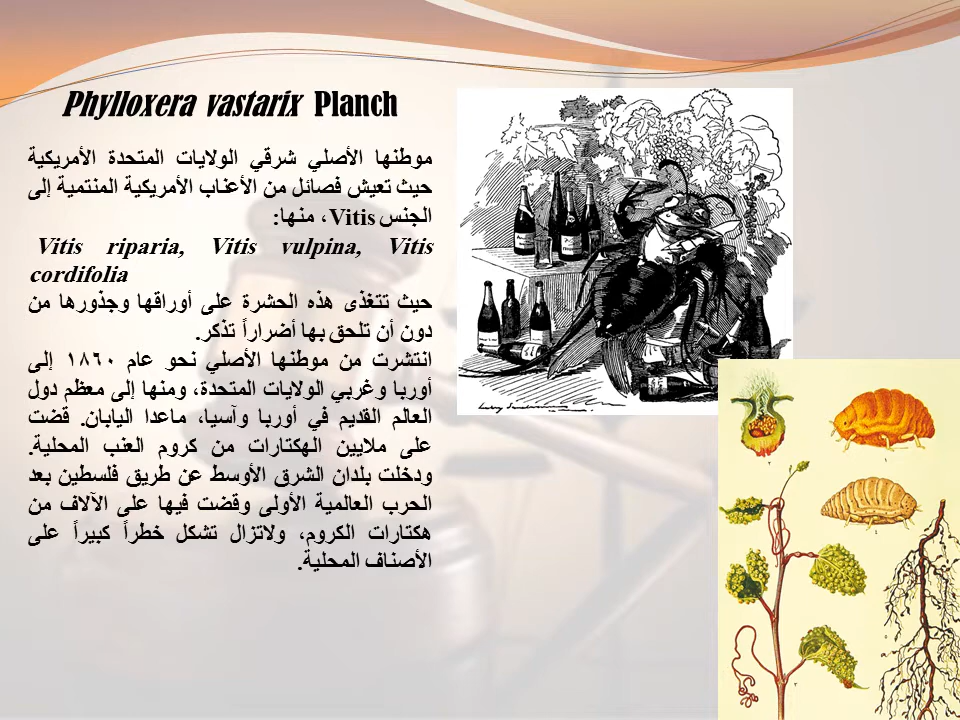 Phylloxera vastarix Planch
موطنها الأصلي شرقي الولايات المتحدة الأمريكية
حيث تعيش فصائل من الأعناب الأمريكية المنتمية إلى
الجنس Vitis، منها:
Vitis riparia, Vitis vulpina, Vitis
cordifolia
حيث تتغذى هذه الحشرة على أوراقها وجذورها من
دون أن تلحق بها أضراراً تذكر.
انتشرت من موطنها الأصلي نحو عام ١٨٦٠ إلى
أوربا وغربي الولايات المتحدة، ومنها إلى معظم دول
العالم القديم في أوربا وآسيا، ماعدا اليابان. قضت
على ملايين الهكتارات من كروم العنب المحلية.
ودخلت بلدان الشرق الأوسط عن طريق فلسطين بعد
الحرب العالمية الأولى وقضت فيها على الآلاف من
هكتارات الكروم، ولاتزال تشكل خطراً كبيراً على
الأصناف المحلية.